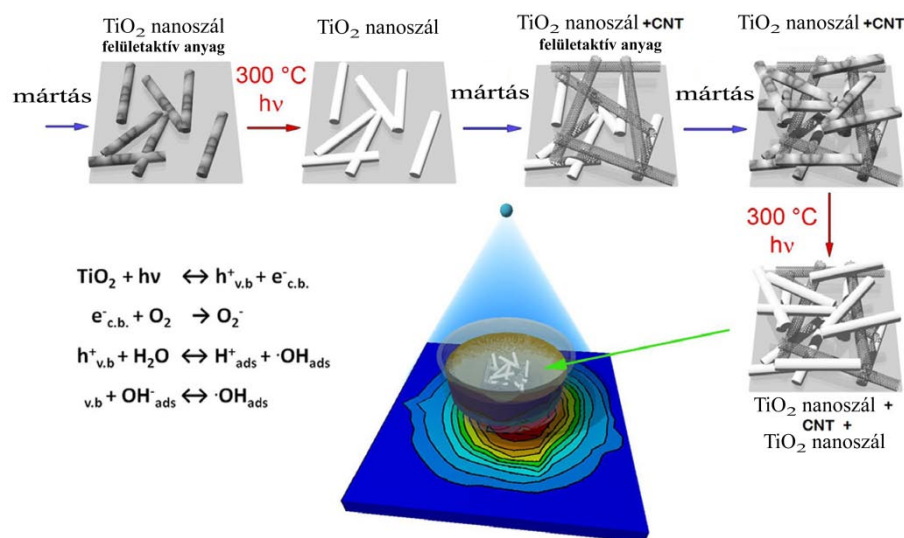 TiO₂ nanoszál
felületaktív anyag
TiO₂ nanoszál
TiO₂ nanoszál +CNT
felületaktív anyag
TiO₂ nanoszál +CNT
mártás
300 °C
hν
mártás
mártás
300 °C
hν
TiO₂ + hν ↔ h⁺v.b + e⁻c.b.
e⁻c.b. + O₂ → O₂⁻
h⁺v.b + H₂O ↔ H⁺ads + ·OHads
v.b + OH⁻ads ↔ ·OHads
TiO₂ nanoszál +
CNT +
TiO₂ nanoszál